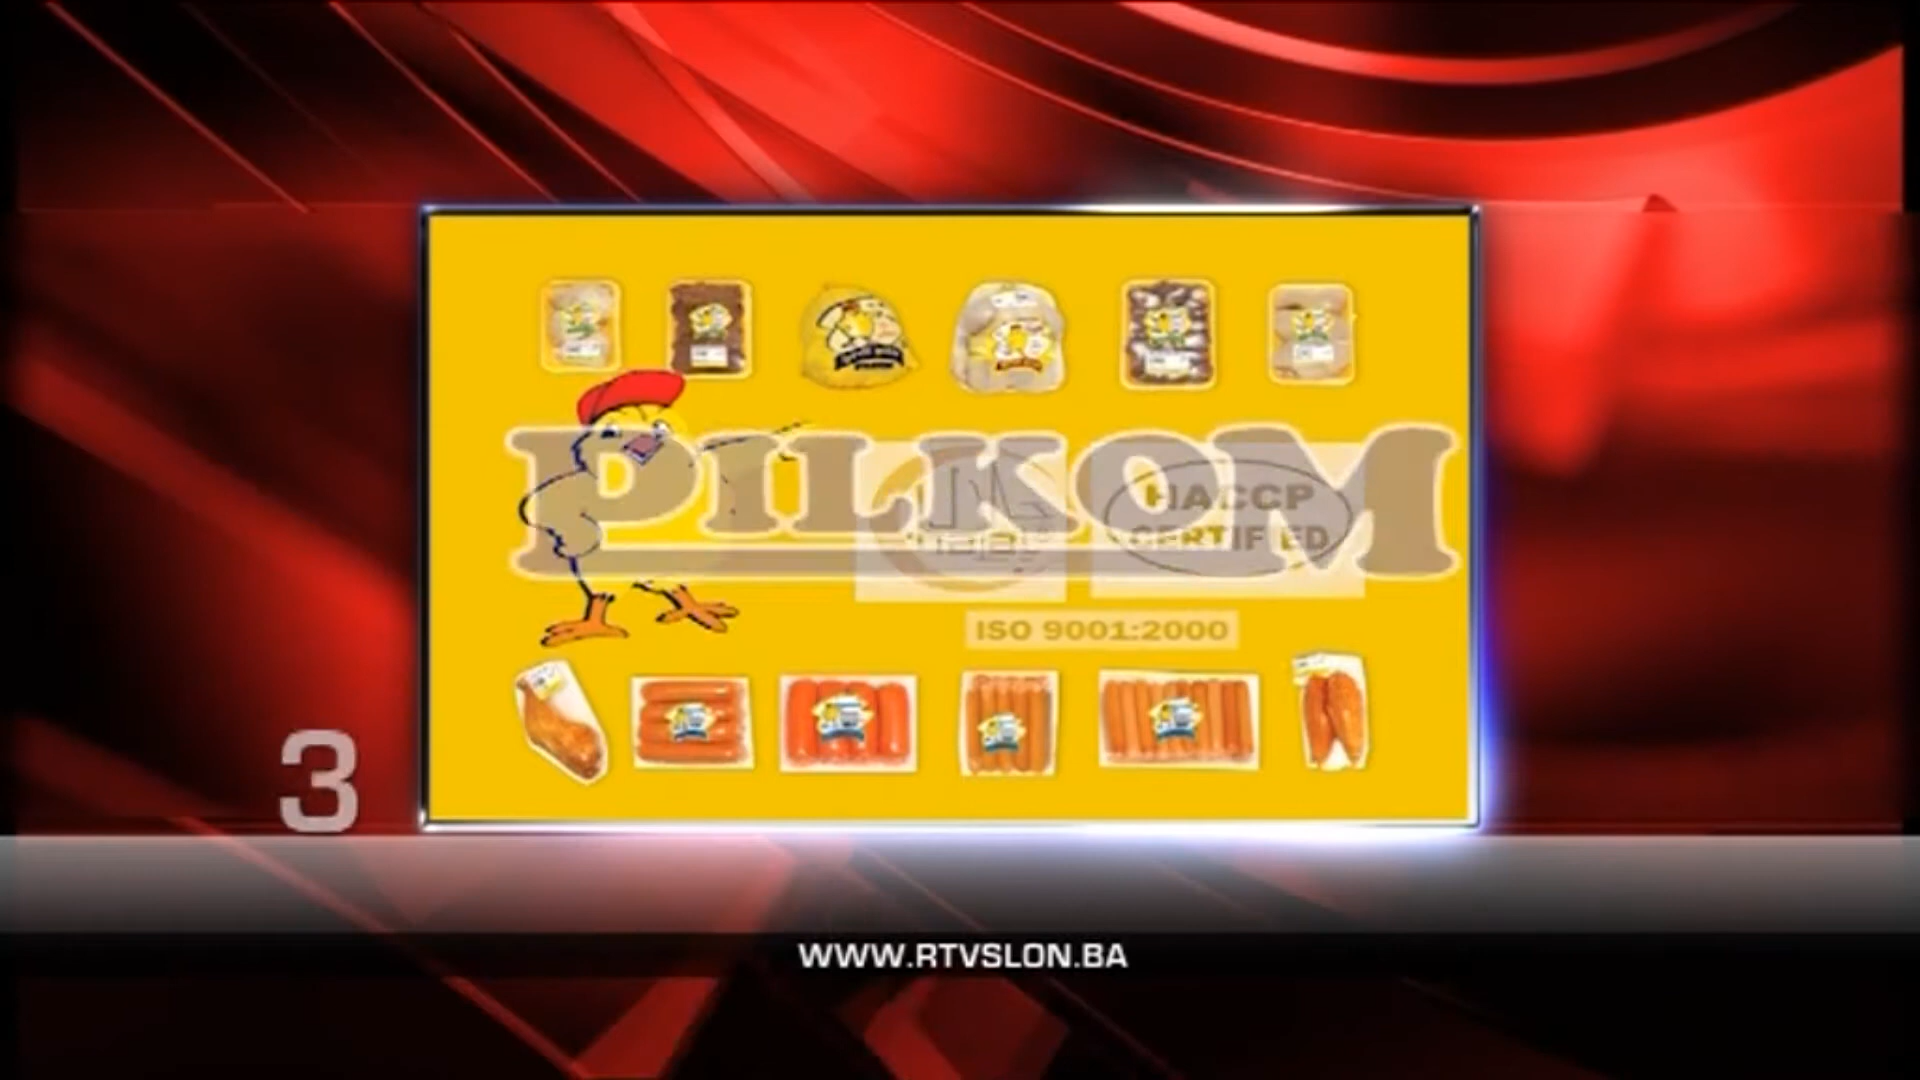 PILKOM
HACCP
CERTIFIED
ISO 9001:2000
3
WWW.RTVSLON.BA